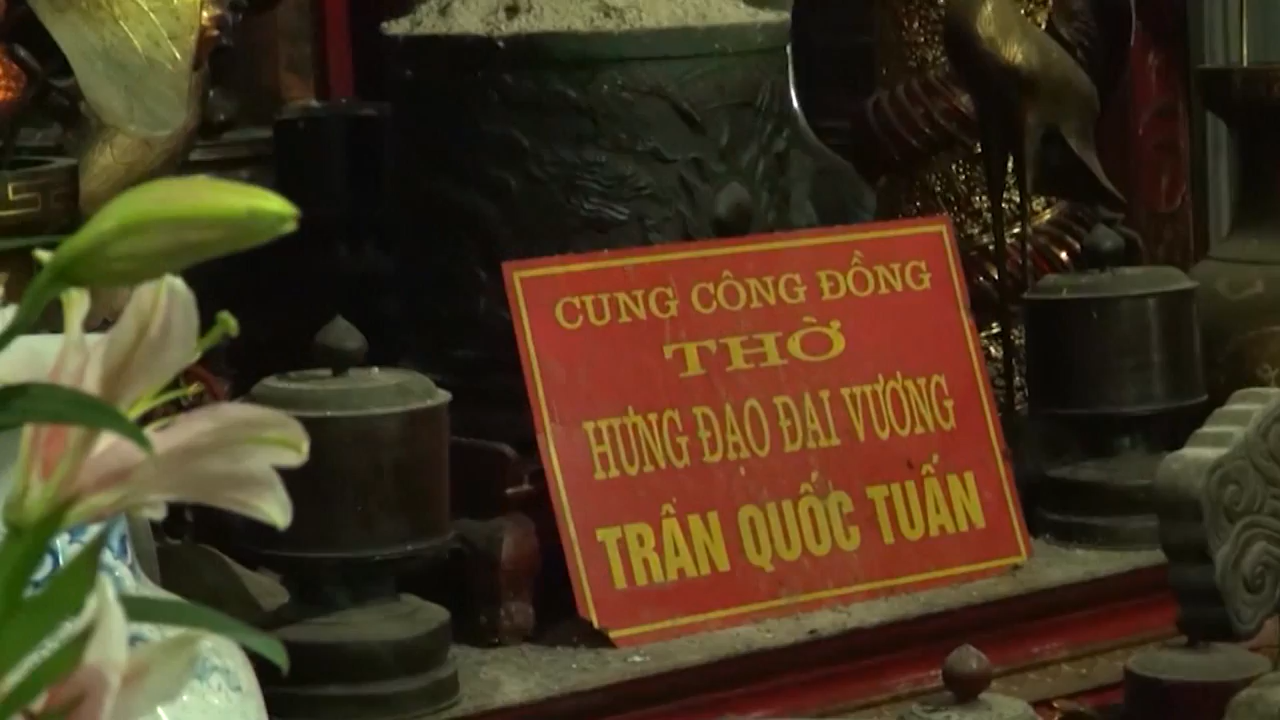 CUNG CÔNG ĐỒNG
THỜ
HƯNG ĐẠO ĐẠI VƯƠNG
TRẦN QUỐC TUẤN